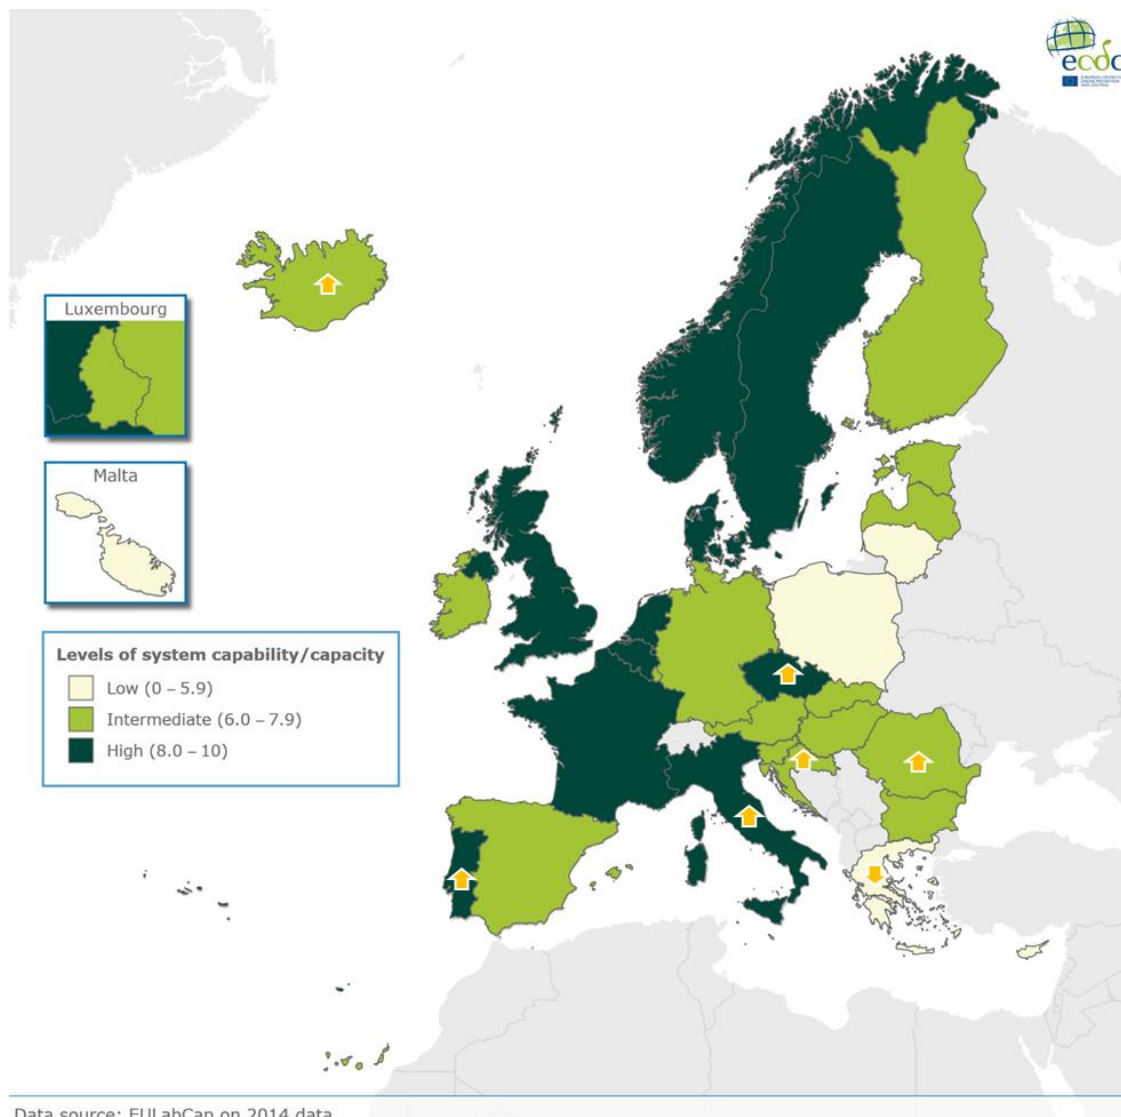 ecdc
Luxembourg
Malta
Levels of system capability/capacity
Low (0 – 5.9)
Intermediate (6.0 – 7.9)
High (8.0 – 10)
Data source: EULabCap on 2014 data